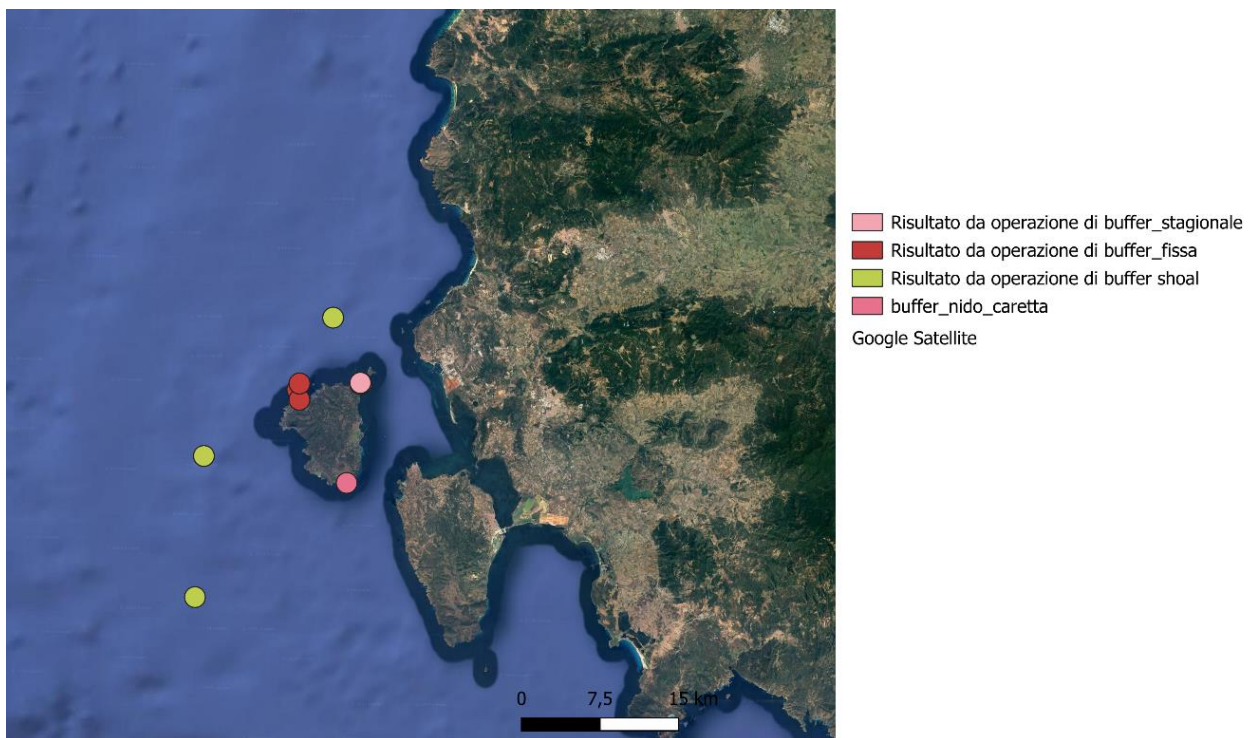 Risultato da operazione di buffer_stagionale
Risultato da operazione di buffer_fissa
Risultato da operazione di buffer shoal
buffer_nido_caretta
Google Satellite
0 7,5 15 km